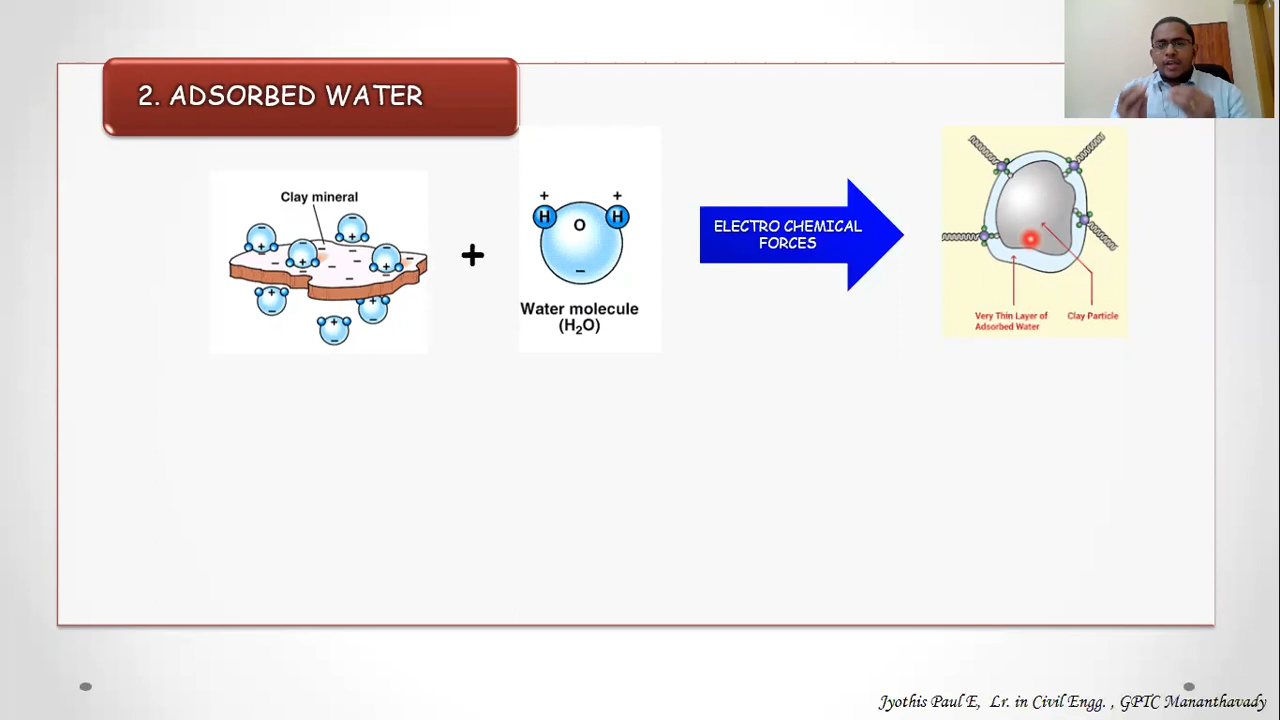 2. ADSORBED WATER
Clay mineral
+
H
H
O
+
+
–
Water molecule
(H₂O)
ELECTRO CHEMICAL
FORCES
Very Thin Layer of
Adsorbed Water
Clay Particle
Jyothis Paul E, Lr. in Civil Engg. , GPTC Mananthavady